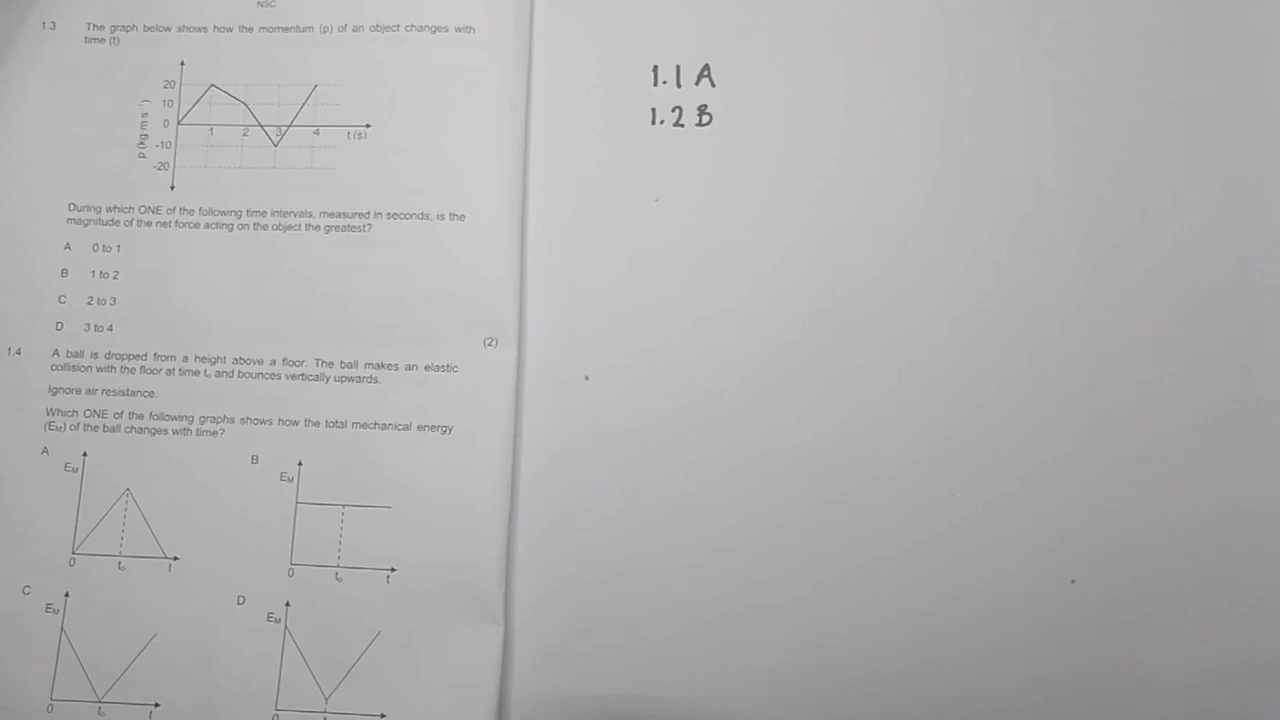 NSC
1.3 The graph below shows how the momentum (p) of an object changes with
time (t).
20
10
0
-10
-20
p (kg·m·s⁻¹)
1 2 3 4 t (s)
During which ONE of the following time intervals, measured in seconds, is the
magnitude of the net force acting on the object the greatest?
A 0 to 1
B 1 to 2
C 2 to 3
D 3 to 4
(2)
1.4 A ball is dropped from a height above a floor. The ball makes an elastic
collision with the floor at time t₀ and bounces vertically upwards.
Ignore air resistance.
Which ONE of the following graphs shows how the total mechanical energy
(EM) of the ball changes with time?
A
EM
0 t₀ t
B
EM
0 t₀ t
C
EM
0 t₀ t
D
EM
0
1.1 A
1.2 B